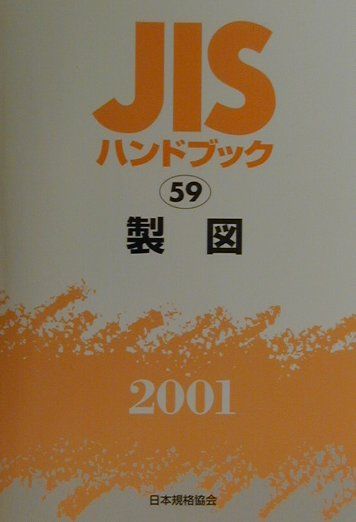 JIS
ハンドブック
59
製 図
2001
日本規格協会